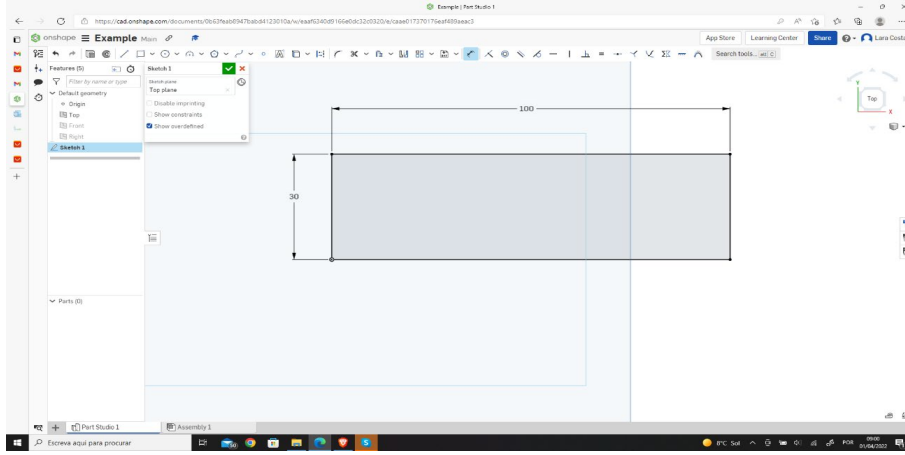 Example | Part Studio 1
https://cad.onshape.com/documents/
onshape Example Main
App Store Learning Center Share Lara Costa
Search tools...
Features (5)
Filter by name or type
Default geometry
Origin
Top
Front
Right
Sketch 1
Sketch 1
Sketch plane
Top plane
Disable imprinting
Show constraints
Show overdefined
100
30
Y
Top
X
Parts (0)
Part Studio 1 Assembly 1
Escreva aqui para procurar
8°C Sol
POR
09:00
01/04/2022